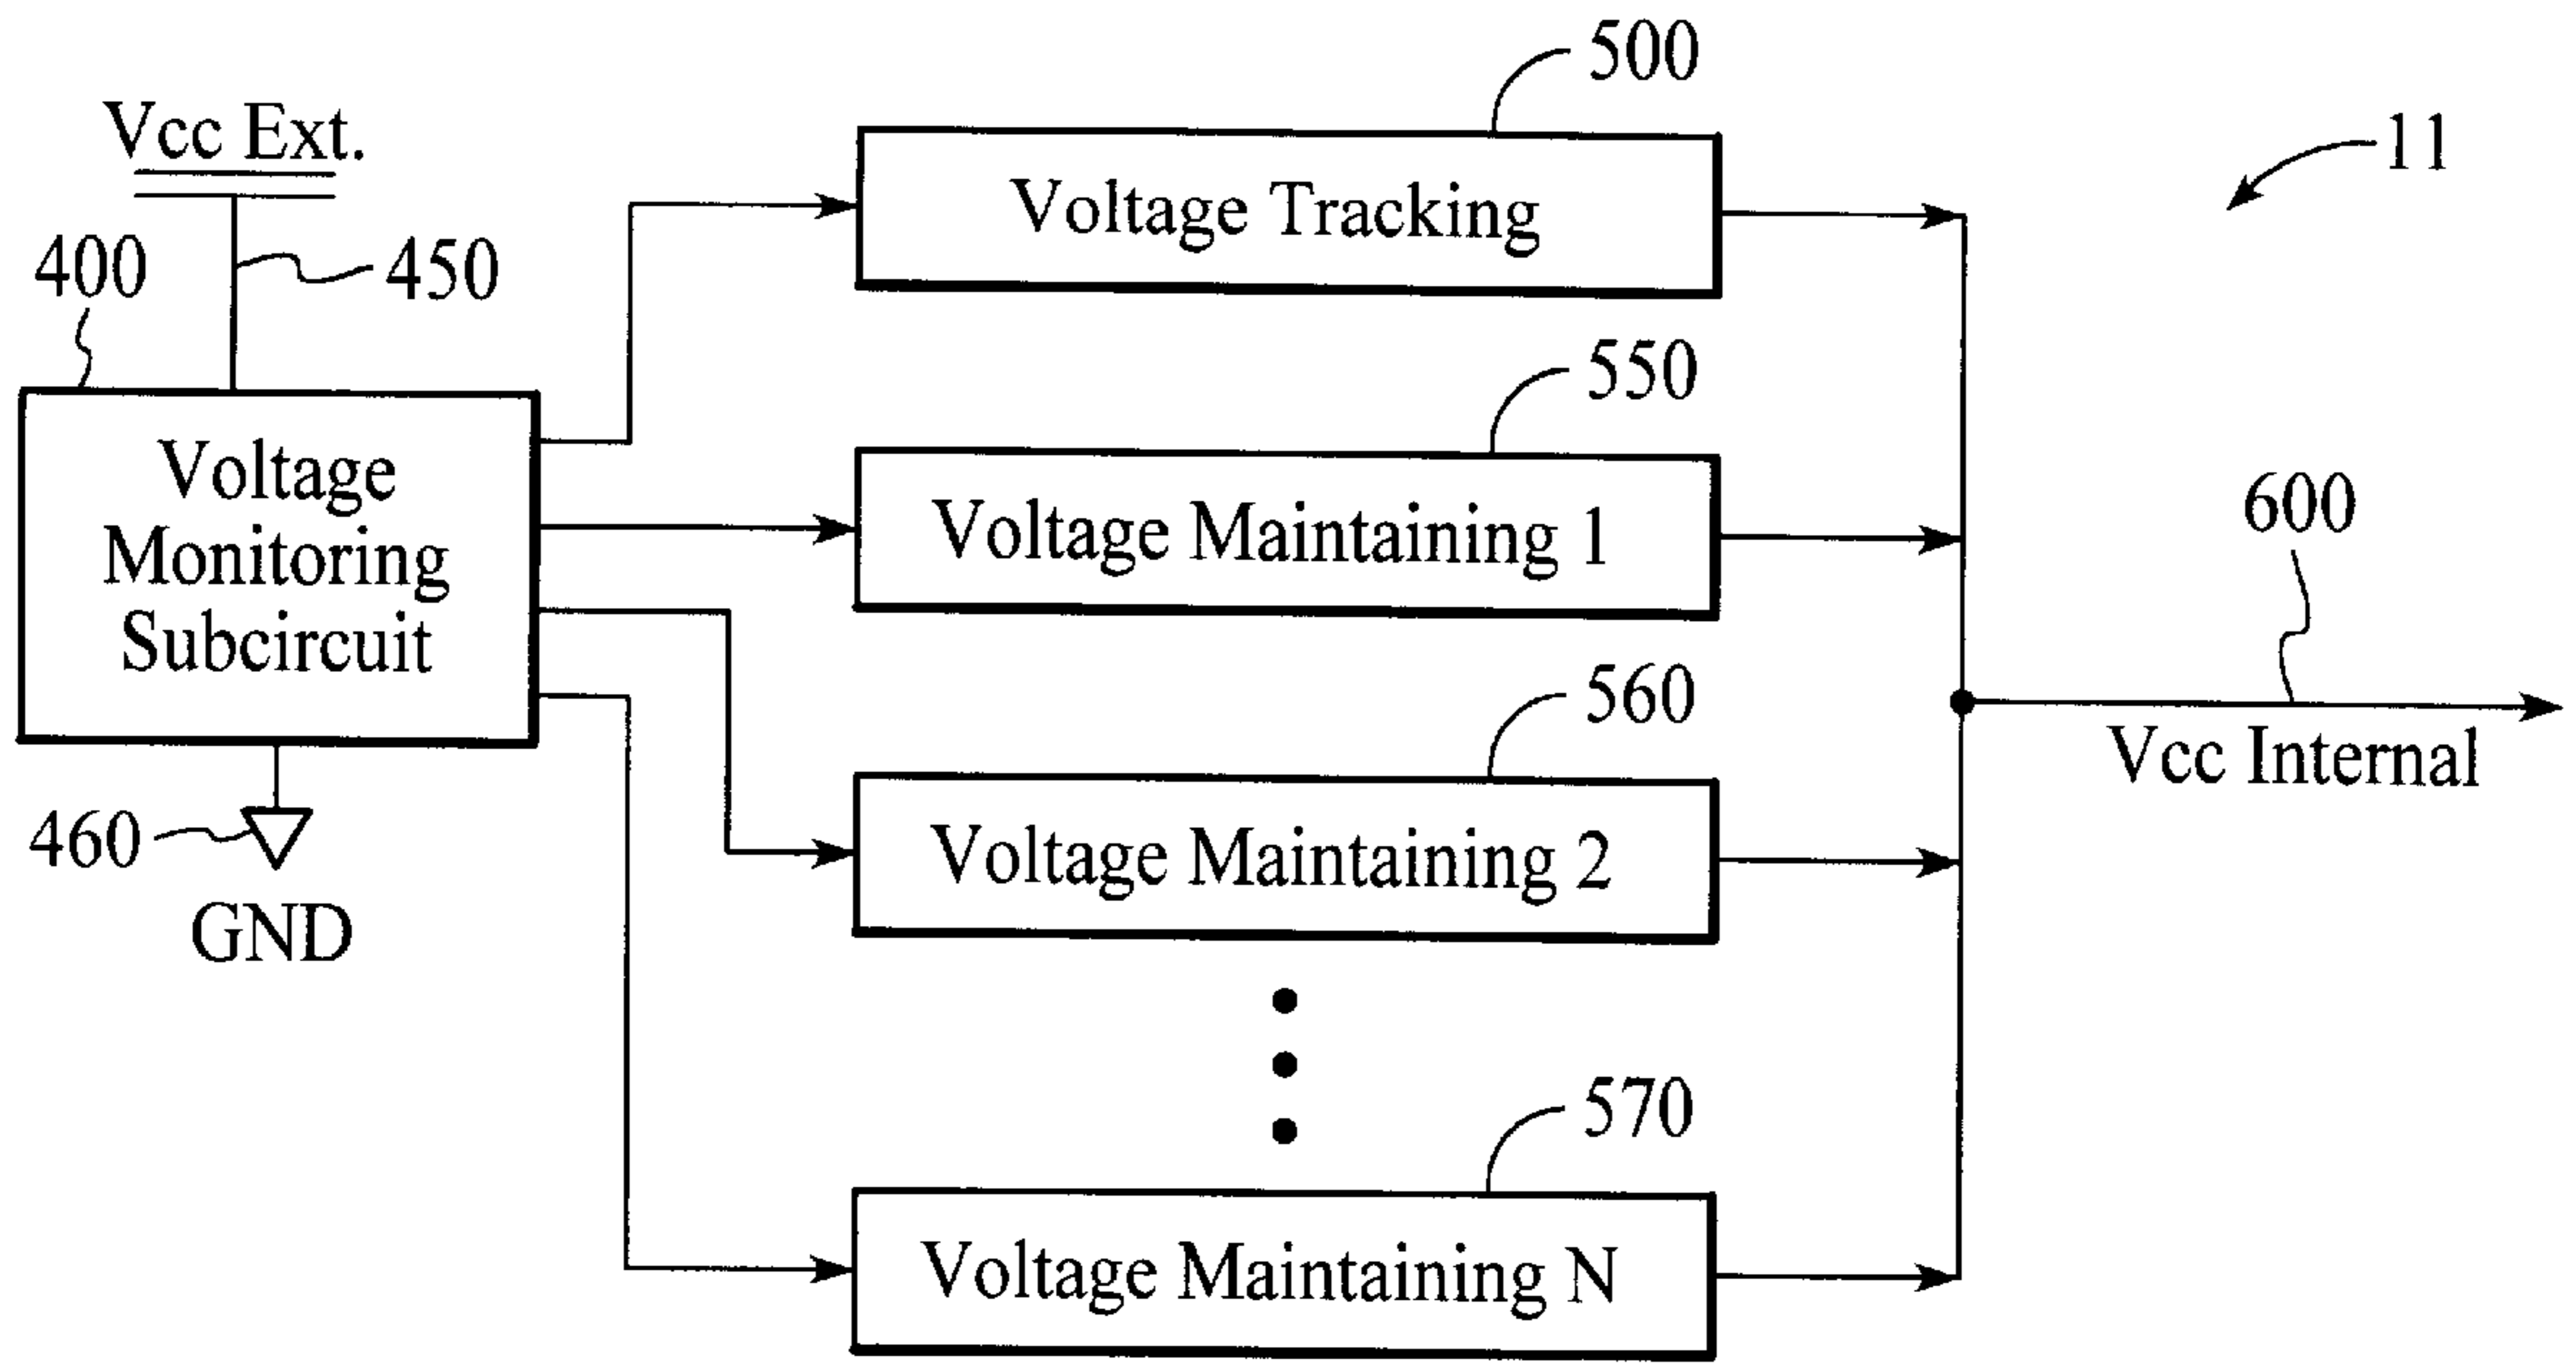 500
Vcc Ext.
11
Voltage Tracking
400
450
550
Voltage
Monitoring
Subcircuit
Voltage Maintaining 1
600
560
Vcc Internal
460
Voltage Maintaining 2
GND
570
Voltage Maintaining N